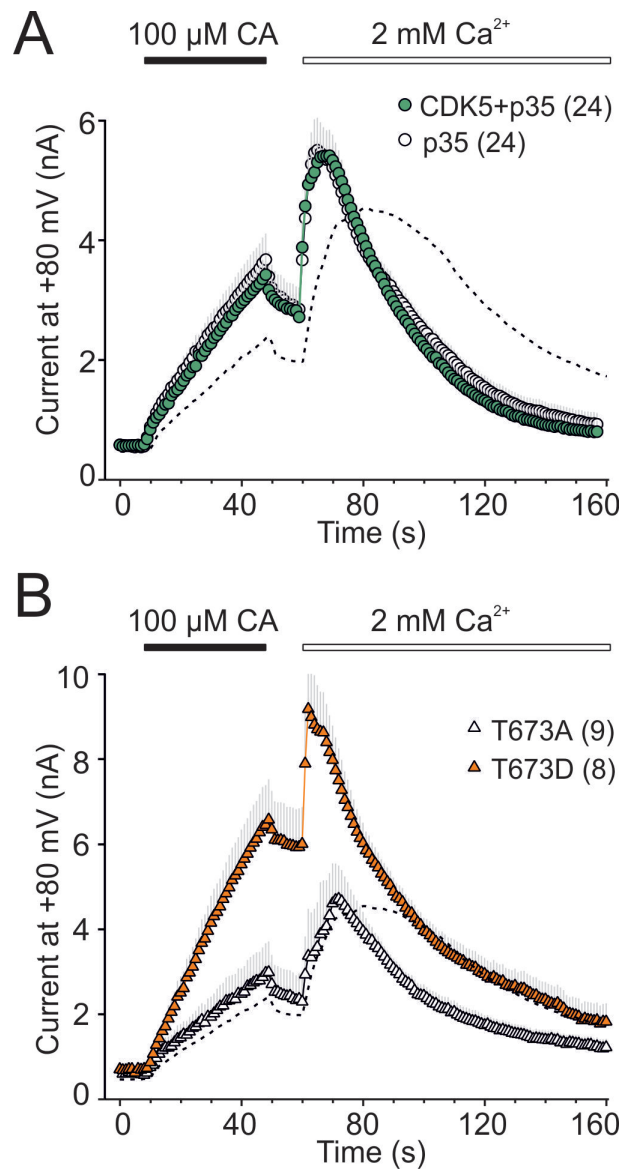 A
100 µM CA 2 mM Ca²⁺
CDK5+p35 (24)
p35 (24)
Current at +80 mV (nA)
6
4
2
0
0 40 80 120 160
Time (s)
B
100 µM CA 2 mM Ca²⁺
T673A (9)
T673D (8)
Current at +80 mV (nA)
10
8
6
4
2
0
0 40 80 120 160
Time (s)